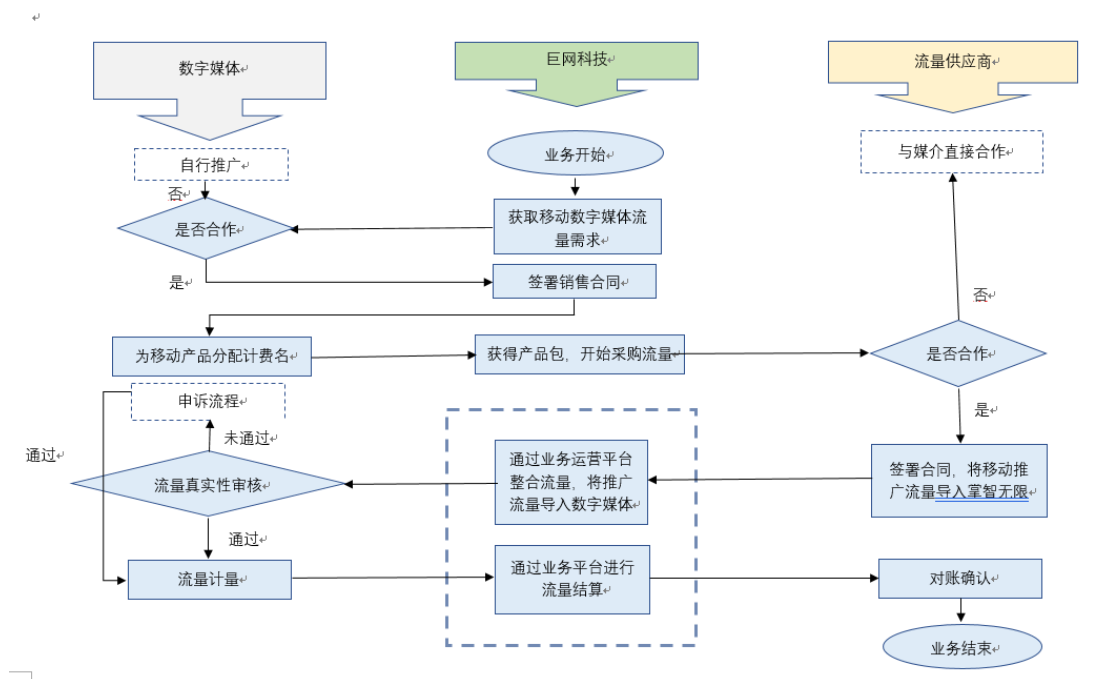 数字媒体
巨网科技
流量供应商
自行推广
业务开始
与媒介直接合作
否
是否合作
获取移动数字媒体流
量需求
是
签署销售合同
否
为移动产品分配计费名
获得产品包，开始采购流量
是否合作
申诉流程
是
未通过
通过
流量真实性审核
通过业务运营平台
整合流量，将推广
流量导入数字媒体
签署合同，将移动推
广流量导入掌智无限
通过
流量计量
通过业务平台进行
流量结算
对账确认
业务结束